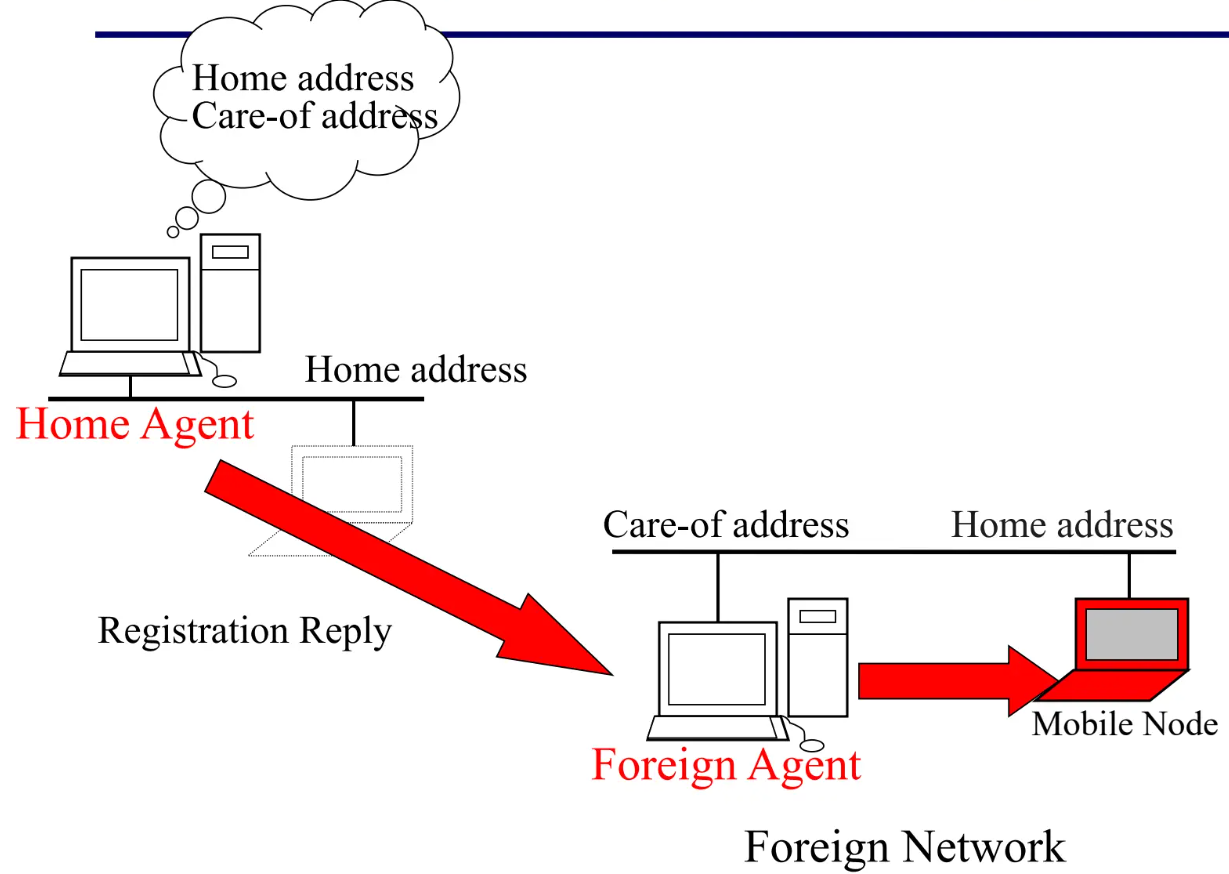 Home address
Care-of address
Home address
Home Agent
Care-of address
Home address
Registration Reply
Mobile Node
Foreign Agent
Foreign Network